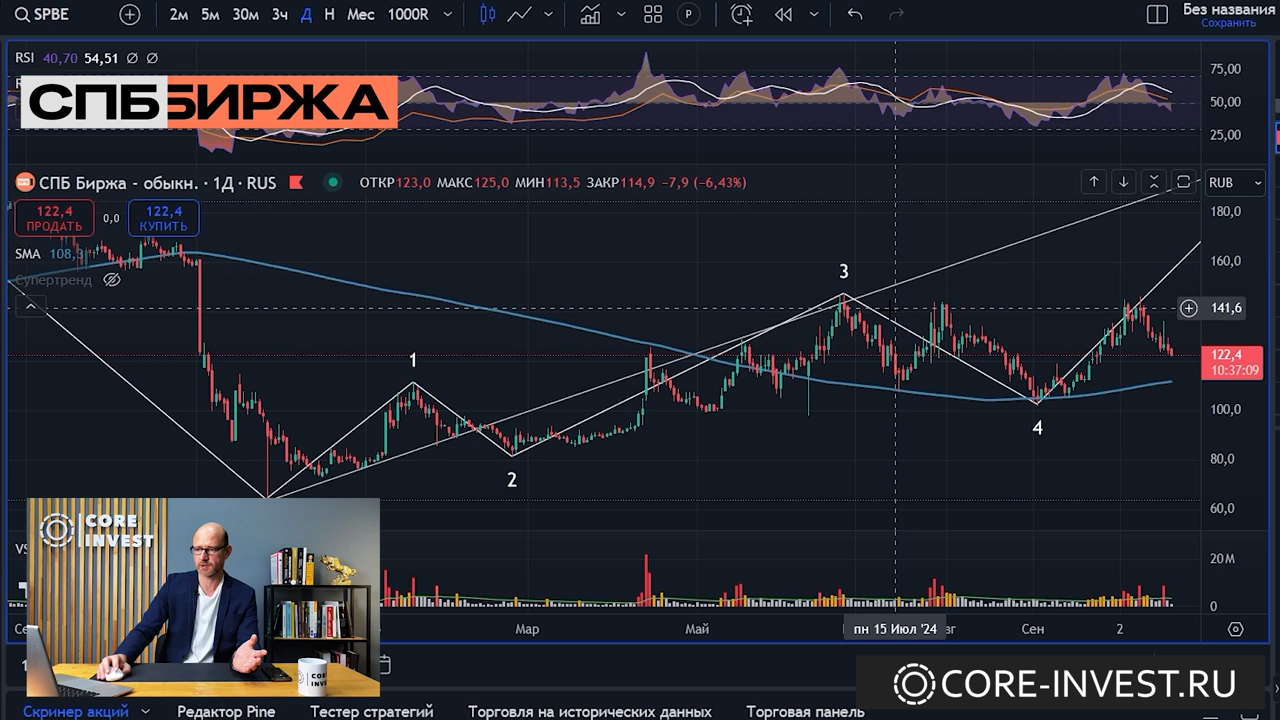 SPBE 2м 5м 30м 3ч Д Н Мес 1000R P Без названия
Сохранить
RSI 40,70 54,51 Ø Ø
75,00
СПББИРЖА
50,00
25,00
СПБ Биржа - обыкн. · 1Д · RUS ОТКР123,0 МАКС125,0 МИН113,5 ЗАКР114,9 −7,9 (−6,43%) RUB
122,4 ПРОДАТЬ 0,0 122,4 КУПИТЬ
180,0
SMA 108,3
160,0
Супертренд
3
141,6
122,4
10:37:09
1
100,0
4
80,0
2
60,0
CORE
INVEST
20M
0
Мар Май пн 15 Июл '24 Сен 2
CORE-INVEST.RU
Скринер акций Редактор Pine Тестер стратегий Торговля на исторических данных Торговая панель